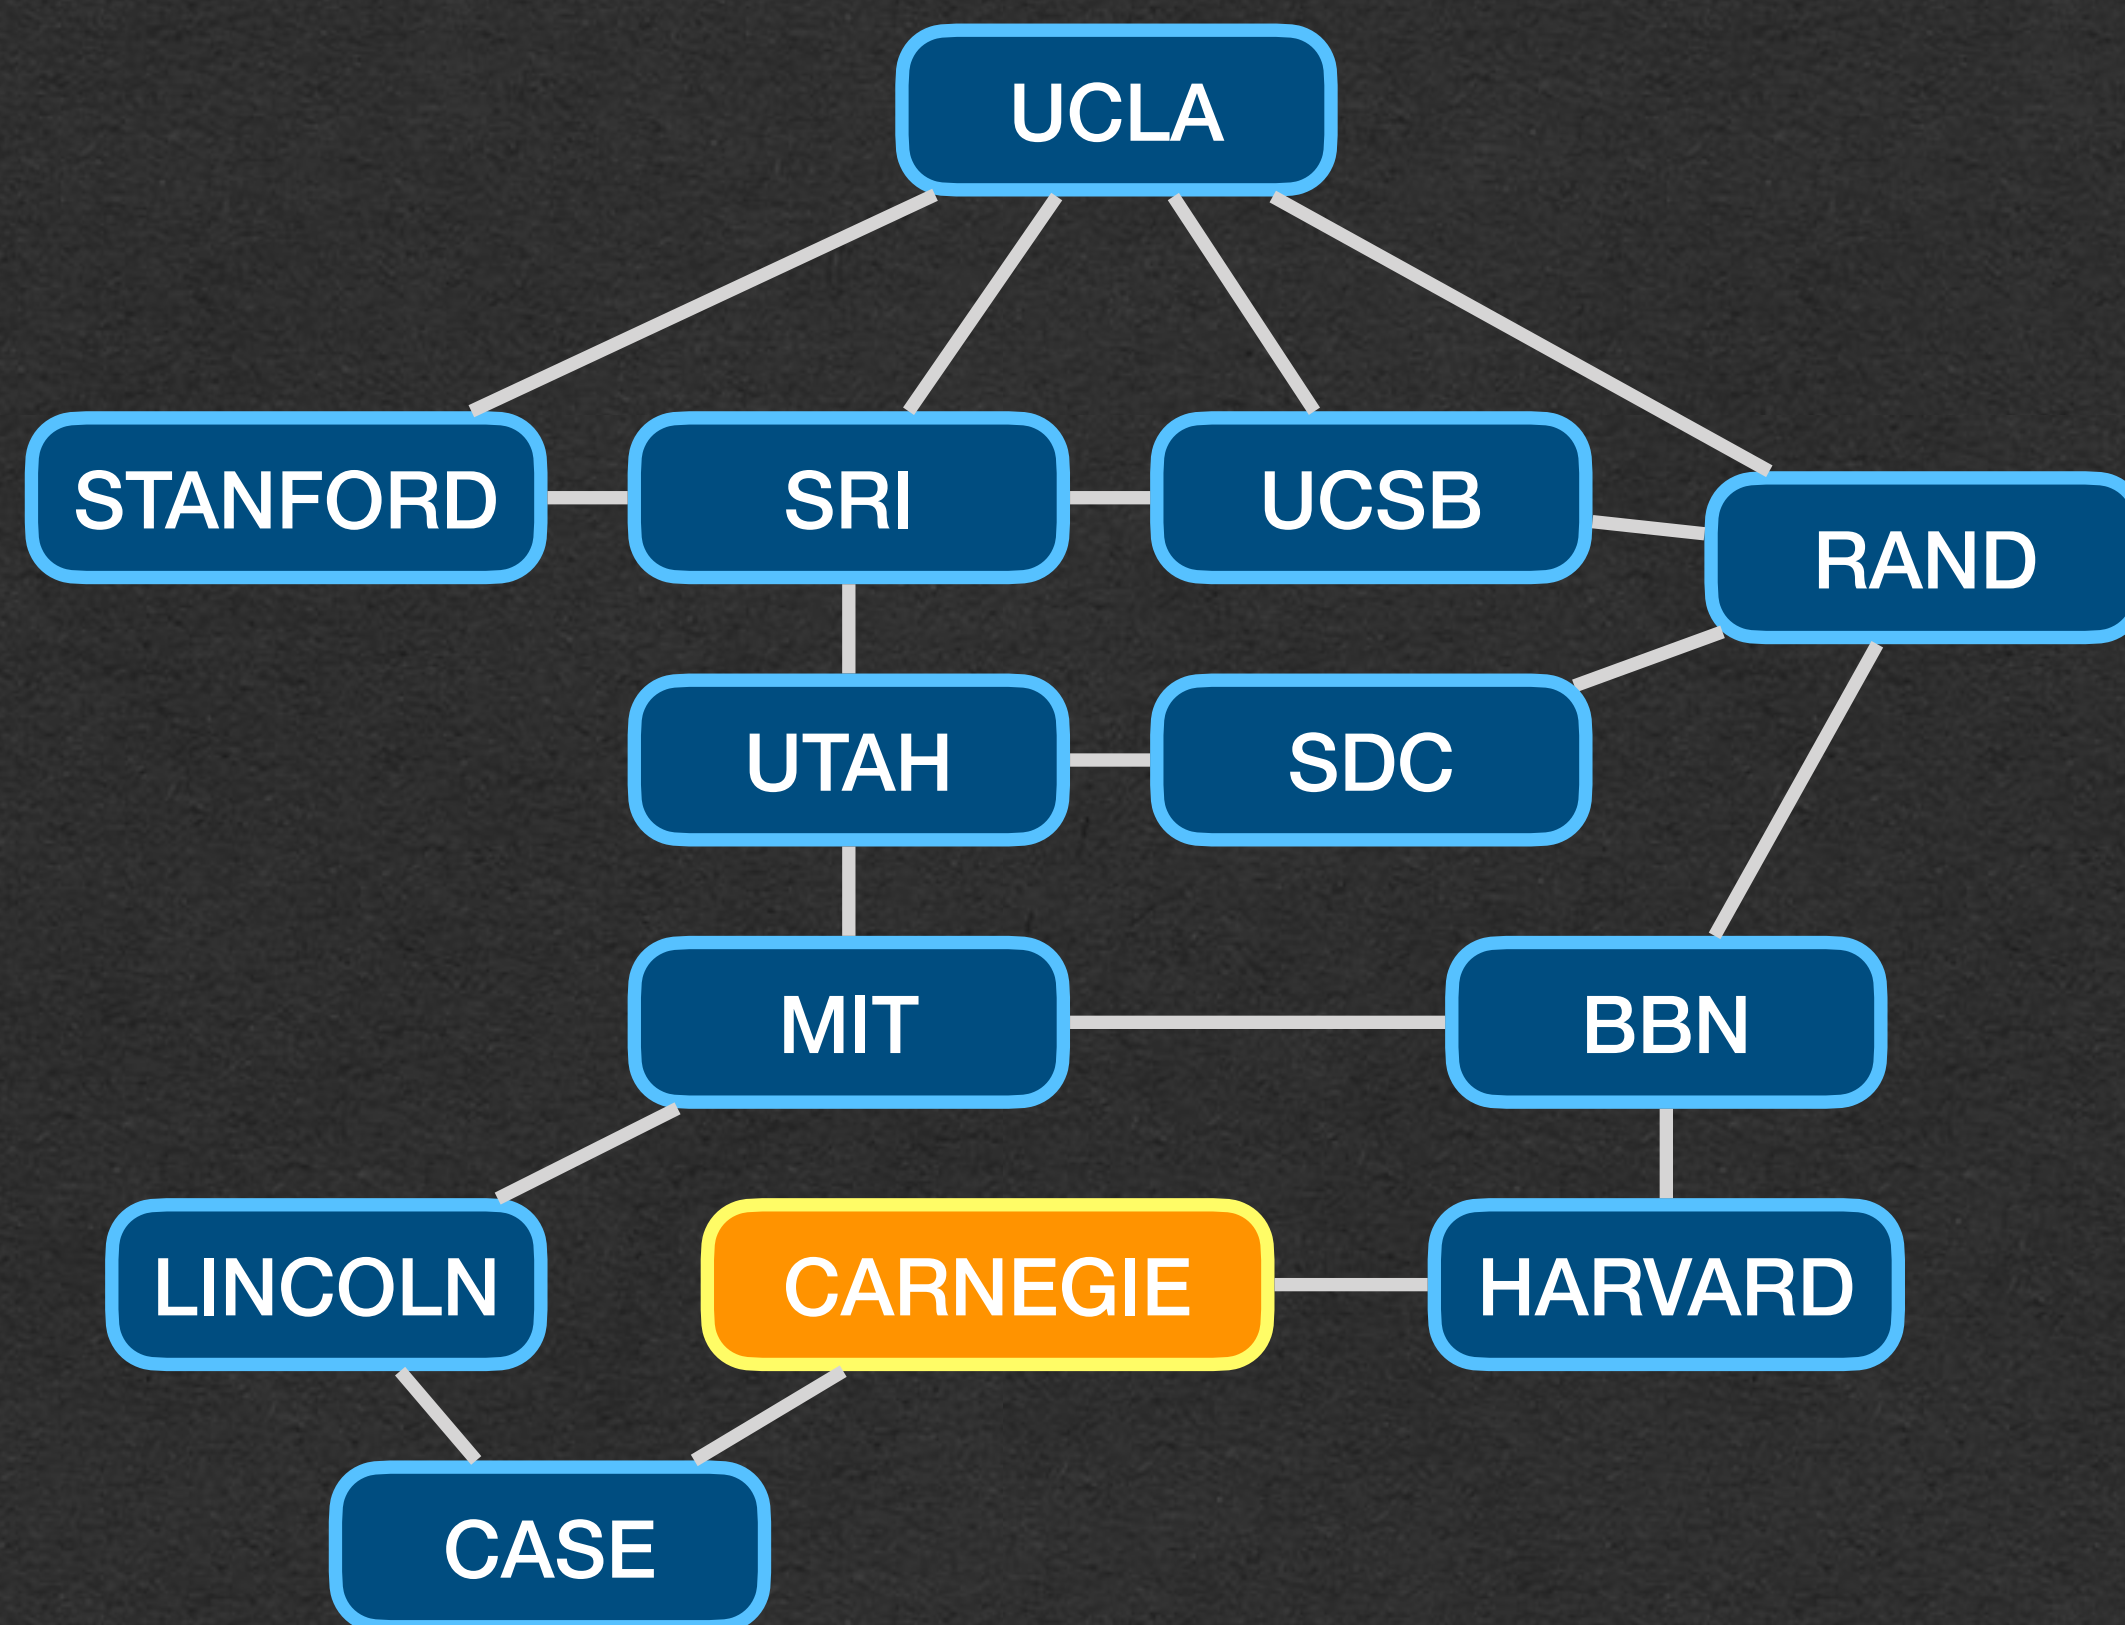 UCLA
STANFORD
SRI
UCSB
RAND
UTAH
SDC
MIT
BBN
LINCOLN
CARNEGIE
HARVARD
CASE